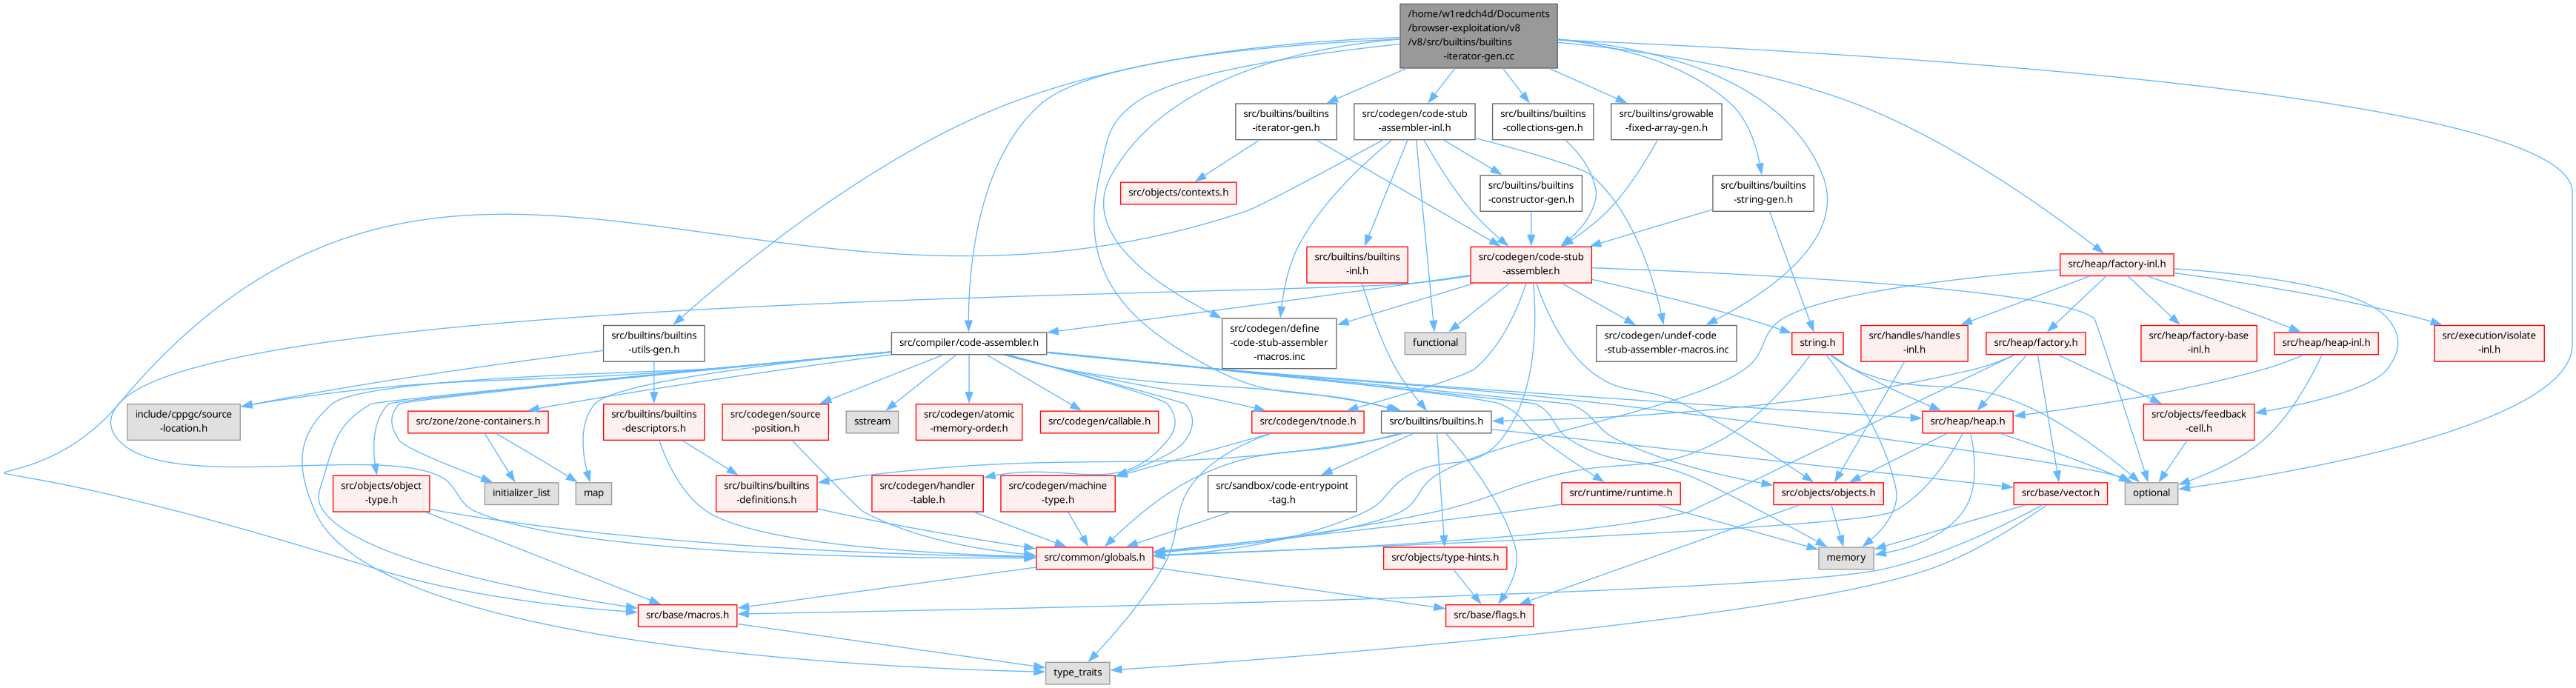 /home/w1redch4d/Documents
/browser-exploitation/v8
/v8/src/builtins/builtins
-iterator-gen.cc
src/builtins/builtins
-iterator-gen.h
src/codegen/code-stub
-assembler-inl.h
src/builtins/builtins
-collections-gen.h
src/builtins/growable
-fixed-array-gen.h
src/objects/contexts.h
src/builtins/builtins
-constructor-gen.h
src/builtins/builtins
-string-gen.h
src/builtins/builtins
-inl.h
src/codegen/code-stub
-assembler.h
src/heap/factory-inl.h
src/builtins/builtins
-utils-gen.h
src/compiler/code-assembler.h
src/codegen/define
-code-stub-assembler
-macros.inc
functional
src/codegen/undef-code
-stub-assembler-macros.inc
string.h
src/handles/handles
-inl.h
src/heap/factory.h
src/heap/factory-base
-inl.h
src/heap/heap-inl.h
src/execution/isolate
-inl.h
include/cppgc/source
-location.h
src/zone/zone-containers.h
src/builtins/builtins
-descriptors.h
src/codegen/source
-position.h
sstream
src/codegen/atomic
-memory-order.h
src/codegen/callable.h
src/codegen/tnode.h
src/builtins/builtins.h
src/heap/heap.h
src/objects/feedback
-cell.h
src/objects/object
-type.h
initializer_list
map
src/builtins/builtins
-definitions.h
src/codegen/handler
-table.h
src/codegen/machine
-type.h
src/sandbox/code-entrypoint
-tag.h
src/runtime/runtime.h
src/objects/objects.h
src/base/vector.h
optional
src/common/globals.h
src/objects/type-hints.h
memory
src/base/macros.h
src/base/flags.h
type_traits